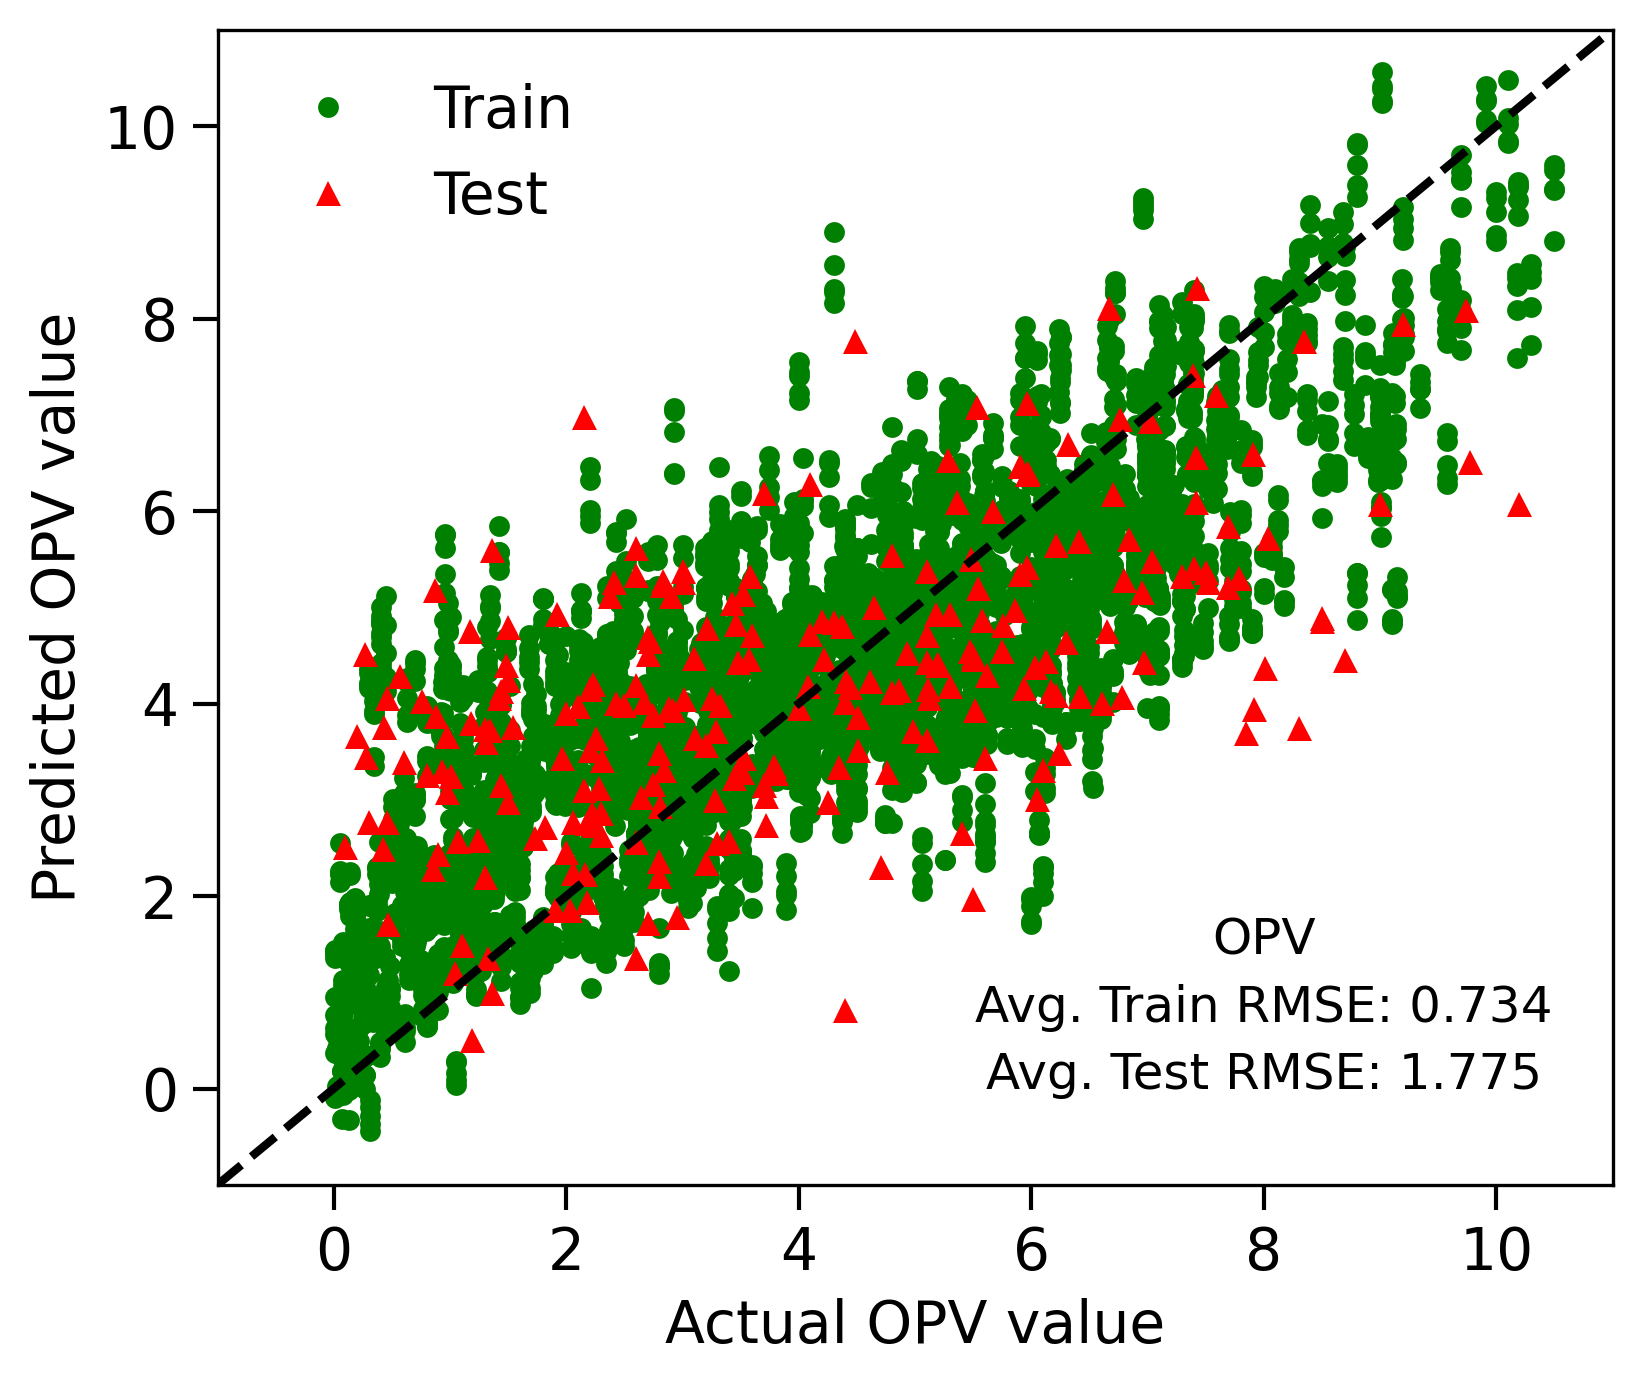 Train
Test
10
8
6
4
2
0
Predicted OPV value
OPV
Avg. Train RMSE: 0.734
Avg. Test RMSE: 1.775
0 2 4 6 8 10
Actual OPV value